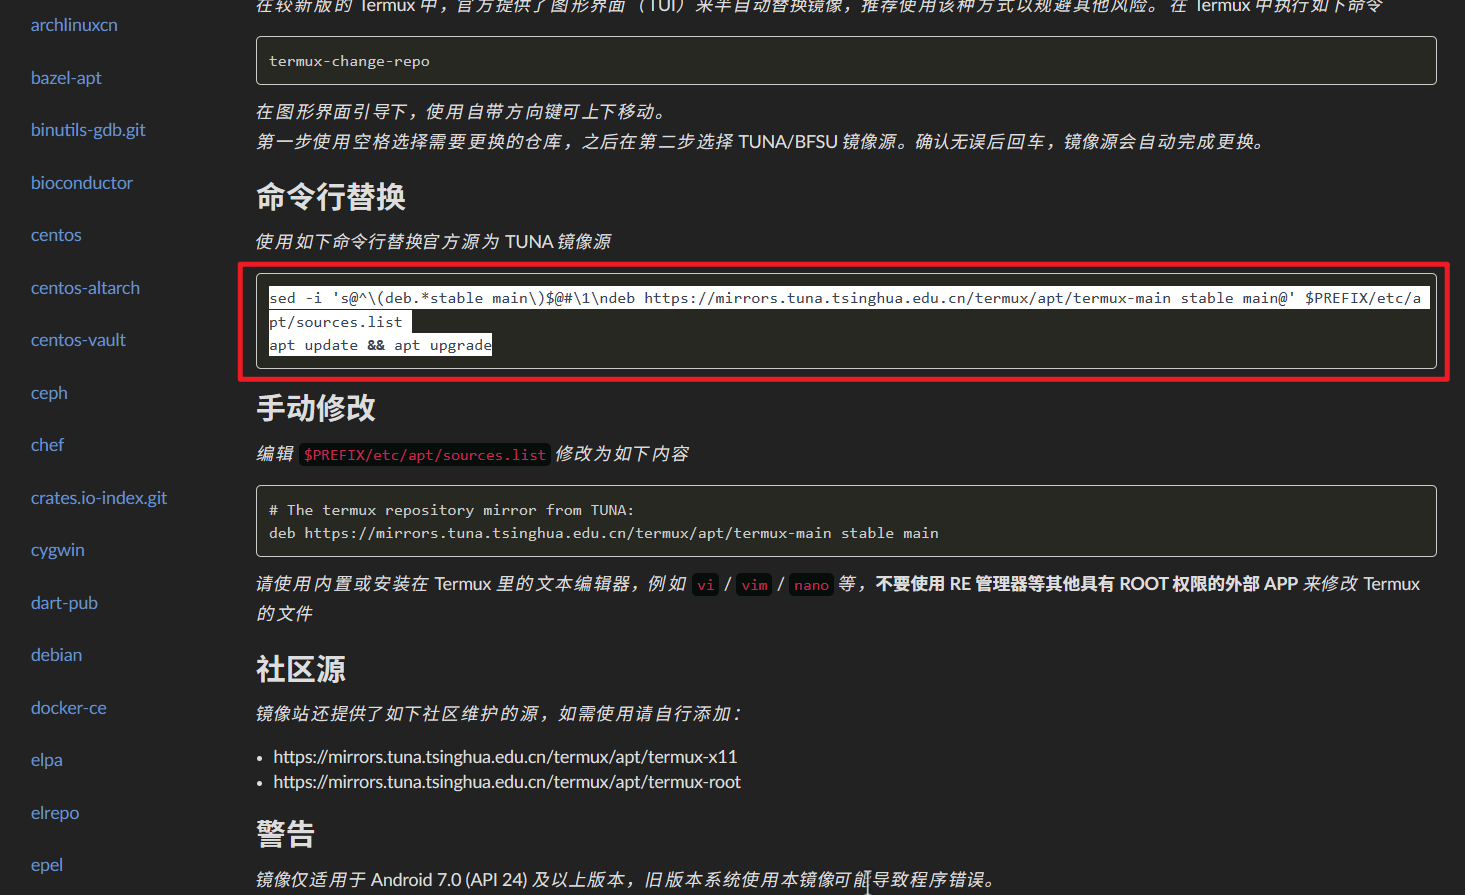 archlinuxcn
bazel-apt
binutils-gdb.git
bioconductor
centos
centos-altarch
centos-vault
ceph
chef
crates.io-index.git
cygwin
dart-pub
debian
docker-ce
elpa
elrepo
epel
在较新版的 Termux 中，官方提供了图形界面（TUI）来半自动替换镜像，推荐使用该种方式以规避其他风险。 在 Termux 中执行如下命令
termux-change-repo
在图形界面引导下，使用自带方向键可上下移动。
第一步使用空格选择需要更换的仓库，之后在第二步选择 TUNA/BFSU 镜像源。确认无误后回车，镜像源会自动完成更换。
命令行替换
使用如下命令行替换官方源为 TUNA 镜像源
sed -i 's@^\(deb.*stable main\)$@#\1\ndeb https://mirrors.tuna.tsinghua.edu.cn/termux/apt/termux-main stable main@' $PREFIX/etc/a
pt/sources.list
apt update && apt upgrade
手动修改
编辑 $PREFIX/etc/apt/sources.list 修改为如下内容
# The termux repository mirror from TUNA:
deb https://mirrors.tuna.tsinghua.edu.cn/termux/apt/termux-main stable main
请使用内置或安装在 Termux 里的文本编辑器，例如 vi / vim / nano 等，不要使用 RE 管理器等其他具有 ROOT 权限的外部 APP 来修改 Termux
的文件
社区源
镜像站还提供了如下社区维护的源，如需使用请自行添加：
• https://mirrors.tuna.tsinghua.edu.cn/termux/apt/termux-x11
• https://mirrors.tuna.tsinghua.edu.cn/termux/apt/termux-root
警告
镜像仅适用于 Android 7.0 (API 24) 及以上版本，旧版本系统使用本镜像可能导致程序错误。